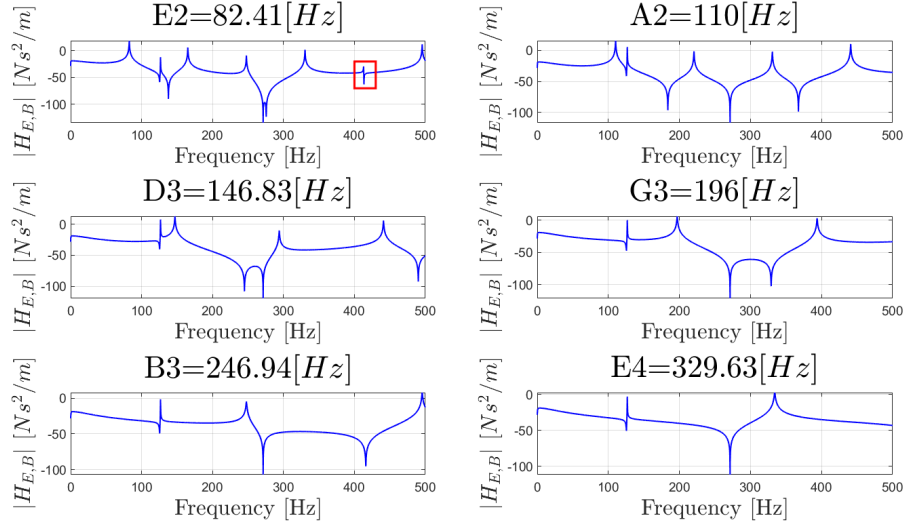 E2=82.41[Hz]
|H_{E,B}| [Ns^2/m]
0
-50
-100
0 100 200 300 400 500
Frequency [Hz]
A2=110[Hz]
|H_{E,B}| [Ns^2/m]
0
-50
-100
0 100 200 300 400 500
Frequency [Hz]
D3=146.83[Hz]
|H_{E,B}| [Ns^2/m]
0
-50
-100
0 100 200 300 400 500
Frequency [Hz]
G3=196[Hz]
|H_{E,B}| [Ns^2/m]
0
-50
-100
0 100 200 300 400 500
Frequency [Hz]
B3=246.94[Hz]
|H_{E,B}| [Ns^2/m]
0
-50
-100
0 100 200 300 400 500
Frequency [Hz]
E4=329.63[Hz]
|H_{E,B}| [Ns^2/m]
0
-50
-100
0 100 200 300 400 500
Frequency [Hz]